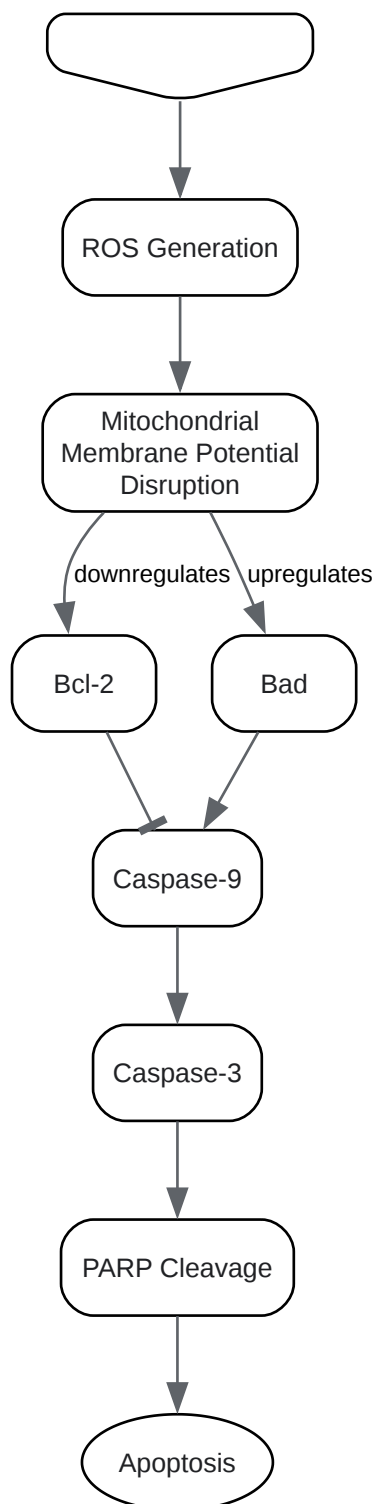 ROS Generation
Mitochondrial
Membrane Potential
Disruption
downregulates
upregulates
Bcl-2
Bad
Caspase-9
Caspase-3
PARP Cleavage
Apoptosis